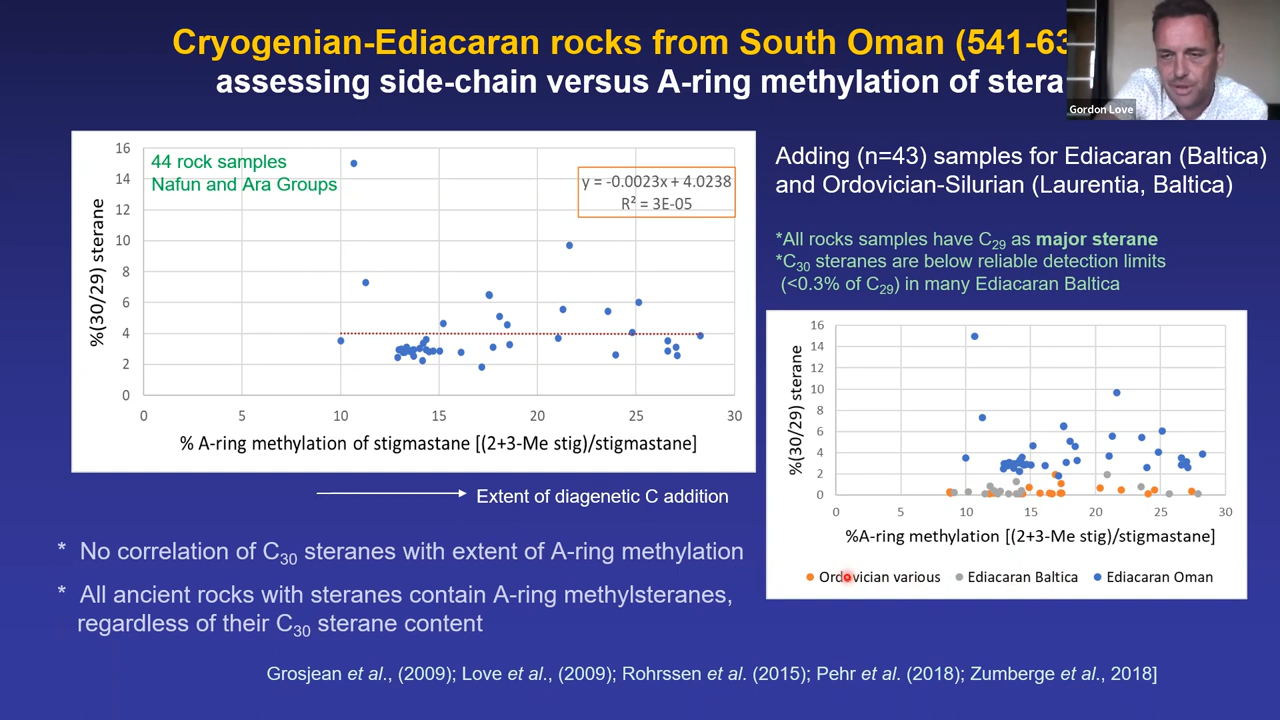 Cryogenian-Ediacaran rocks from South Oman (541-63
assessing side-chain versus A-ring methylation of stera
Gordon Love
44 rock samples
Nafun and Ara Groups
y = -0.0023x + 4.0238
R² = 3E-05
%(30/29) sterane
16
14
12
10
8
6
4
2
0
0 5 10 15 20 25 30
% A-ring methylation of stigmastane [(2+3-Me stig)/stigmastane]
Extent of diagenetic C addition
* No correlation of C30 steranes with extent of A-ring methylation
* All ancient rocks with steranes contain A-ring methylsteranes,
regardless of their C30 sterane content
Adding (n=43) samples for Ediacaran (Baltica)
and Ordovician-Silurian (Laurentia, Baltica)
*All rocks samples have C29 as major sterane
*C30 steranes are below reliable detection limits
(<0.3% of C29) in many Ediacaran Baltica
%(30/29) sterane
16
14
12
10
8
6
4
2
0
0 5 10 15 20 25 30
%A-ring methylation [(2+3-Me stig)/stigmastane]
Ordovician various Ediacaran Baltica Ediacaran Oman
Grosjean et al., (2009); Love et al., (2009); Rohrssen et al. (2015); Pehr et al. (2018); Zumberge et al., 2018]